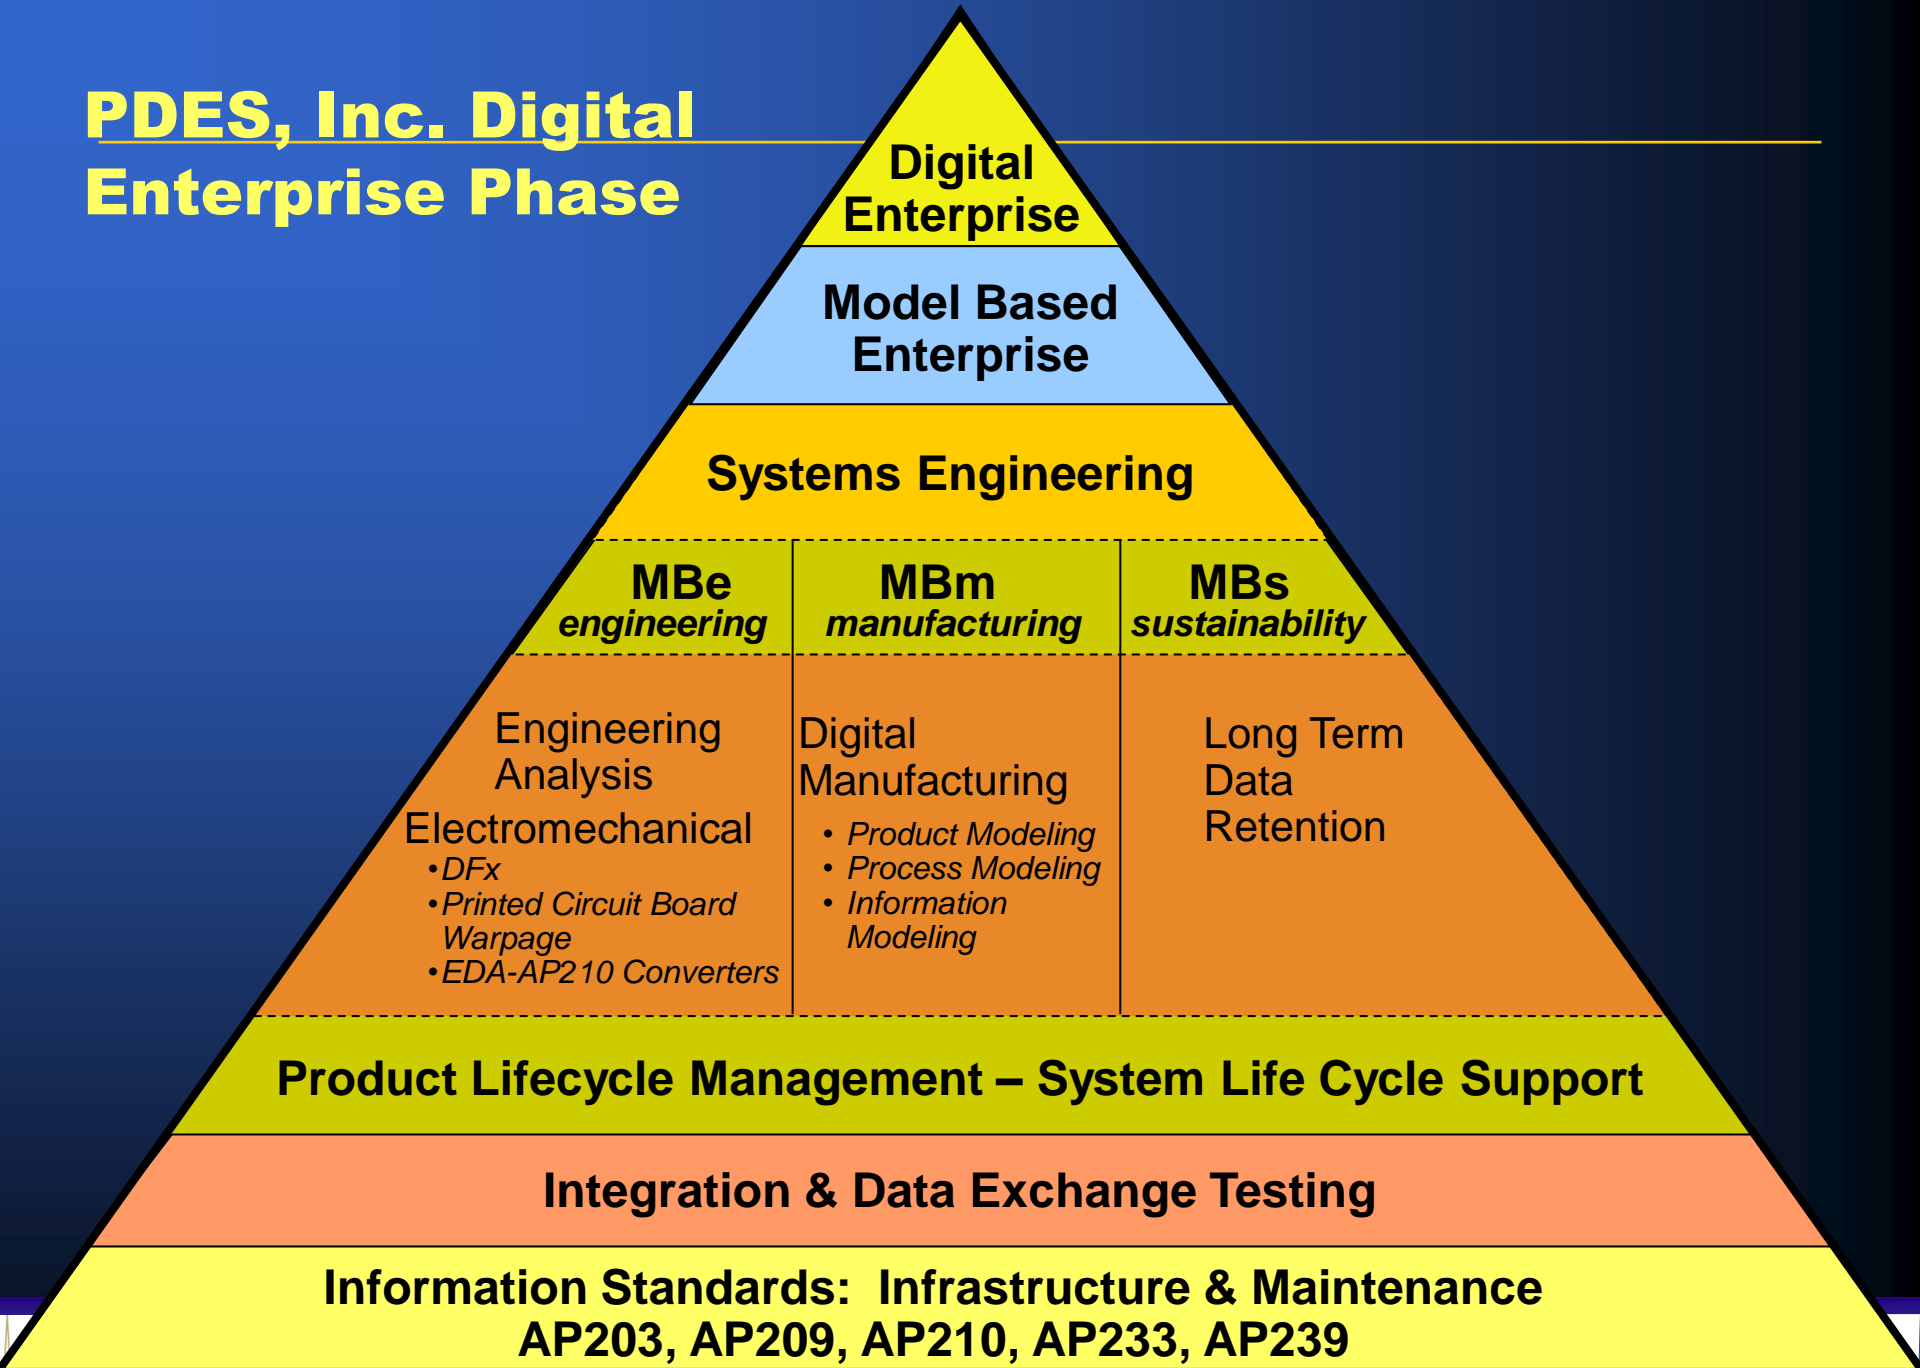 PDES, Inc. Digital
Enterprise Phase
Digital
Enterprise
Model Based
Enterprise
Systems Engineering
MBe
engineering
MBm
manufacturing
MBs
sustainability
Engineering
Analysis
Electromechanical
•DFx
•Printed Circuit Board
Warpage
•EDA-AP210 Converters
Digital
Manufacturing
• Product Modeling
• Process Modeling
• Information
Modeling
Long Term
Data
Retention
Product Lifecycle Management – System Life Cycle Support
Integration & Data Exchange Testing
Information Standards:  Infrastructure & Maintenance
AP203, AP209, AP210, AP233, AP239